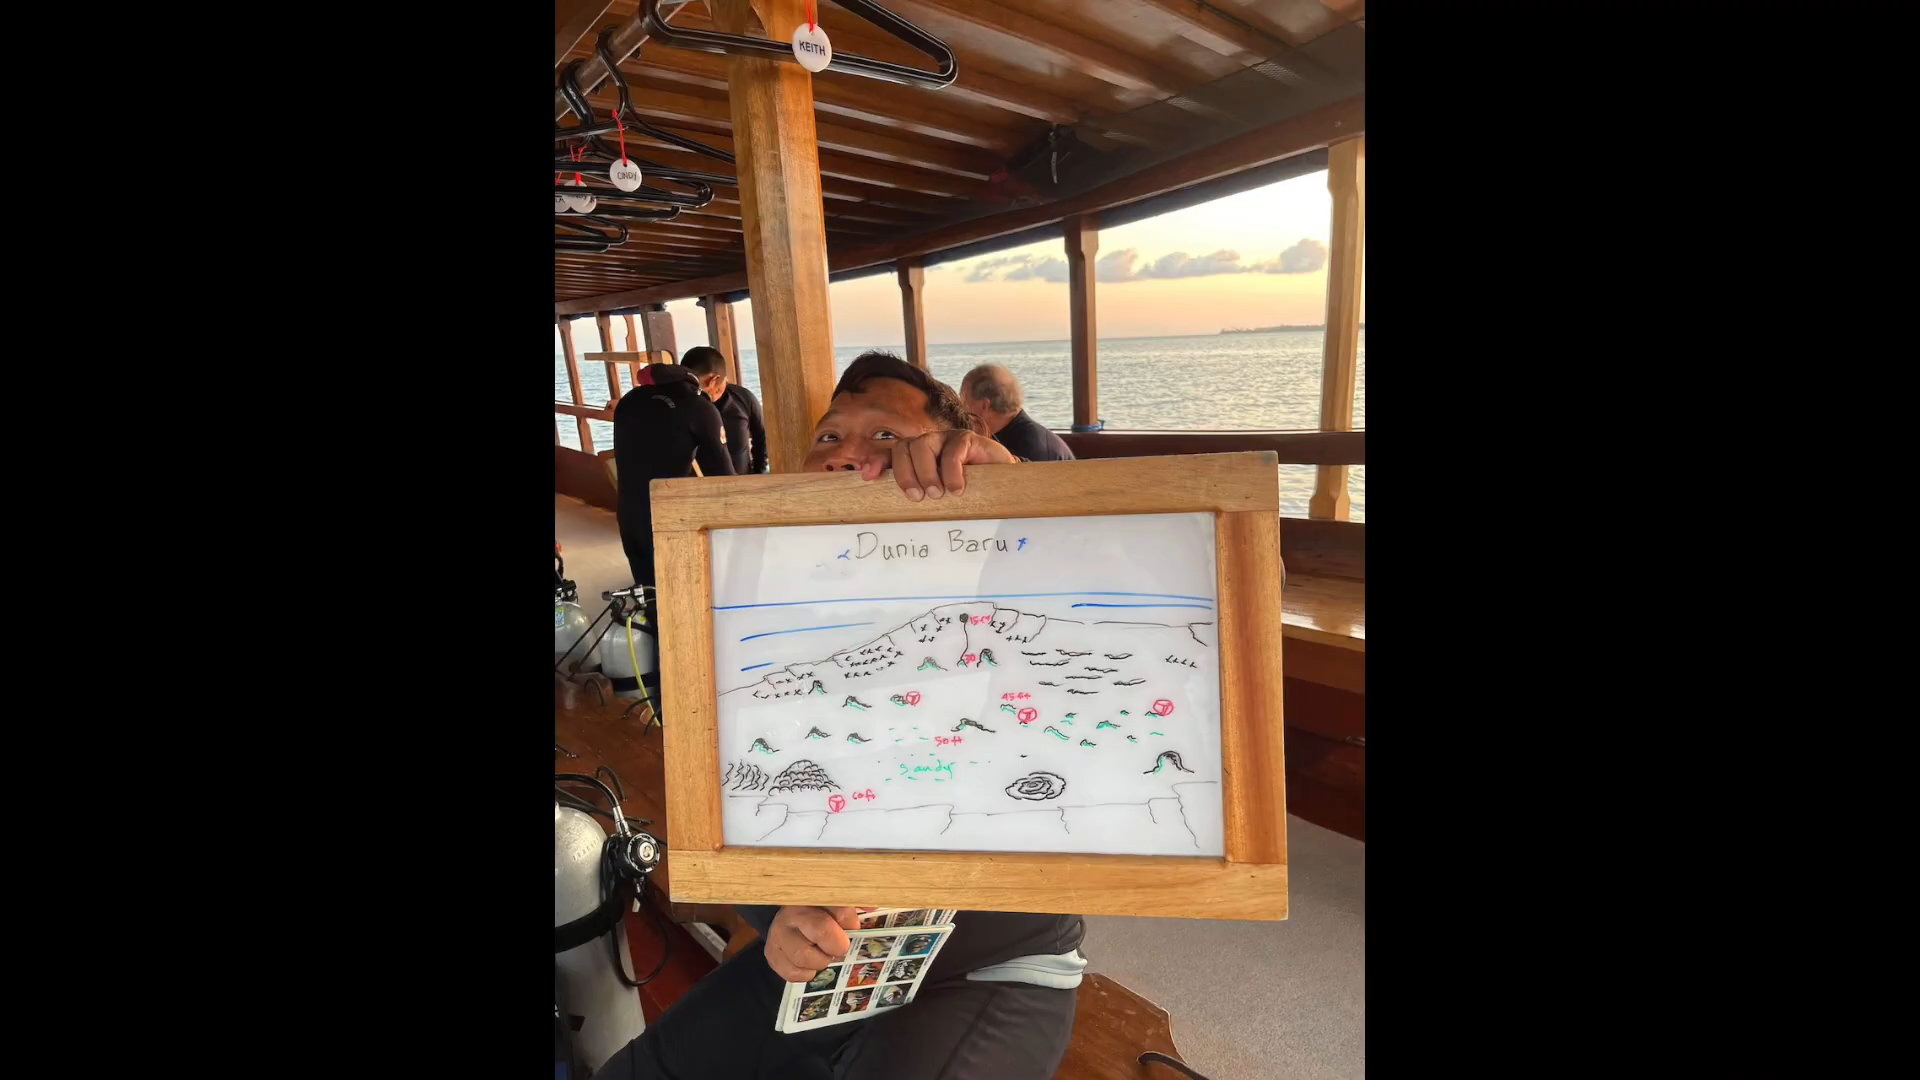 KEITH
CINDY
Dunia Baru
15ft
30
45ft
T
T
T
50ft
Sandy
T
60ft